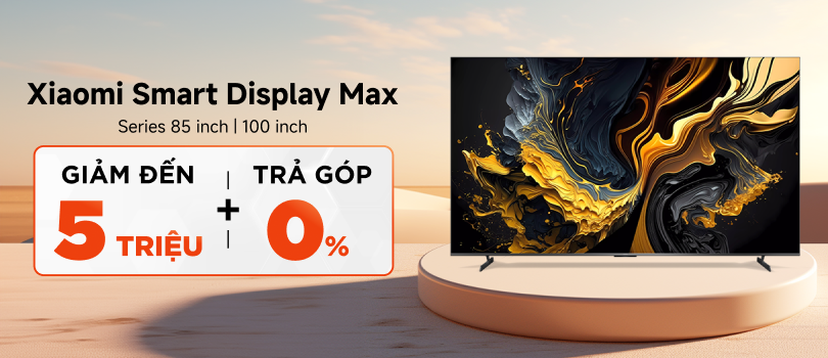 Xiaomi Smart Display Max
Series 85 inch | 100 inch
GIẢM ĐẾN
5 TRIỆU
+
TRẢ GÓP
0%